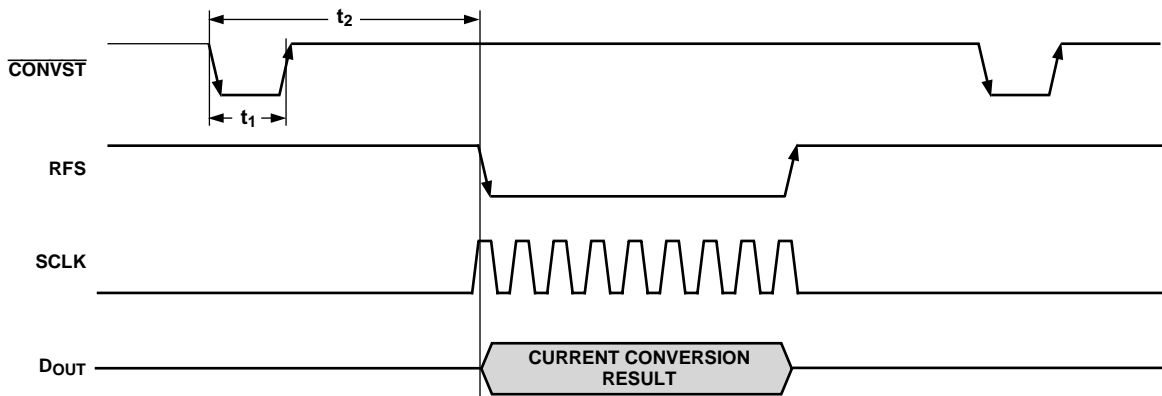 t2
CONVST
t1
RFS
SCLK
DOUT
CURRENT CONVERSION
RESULT